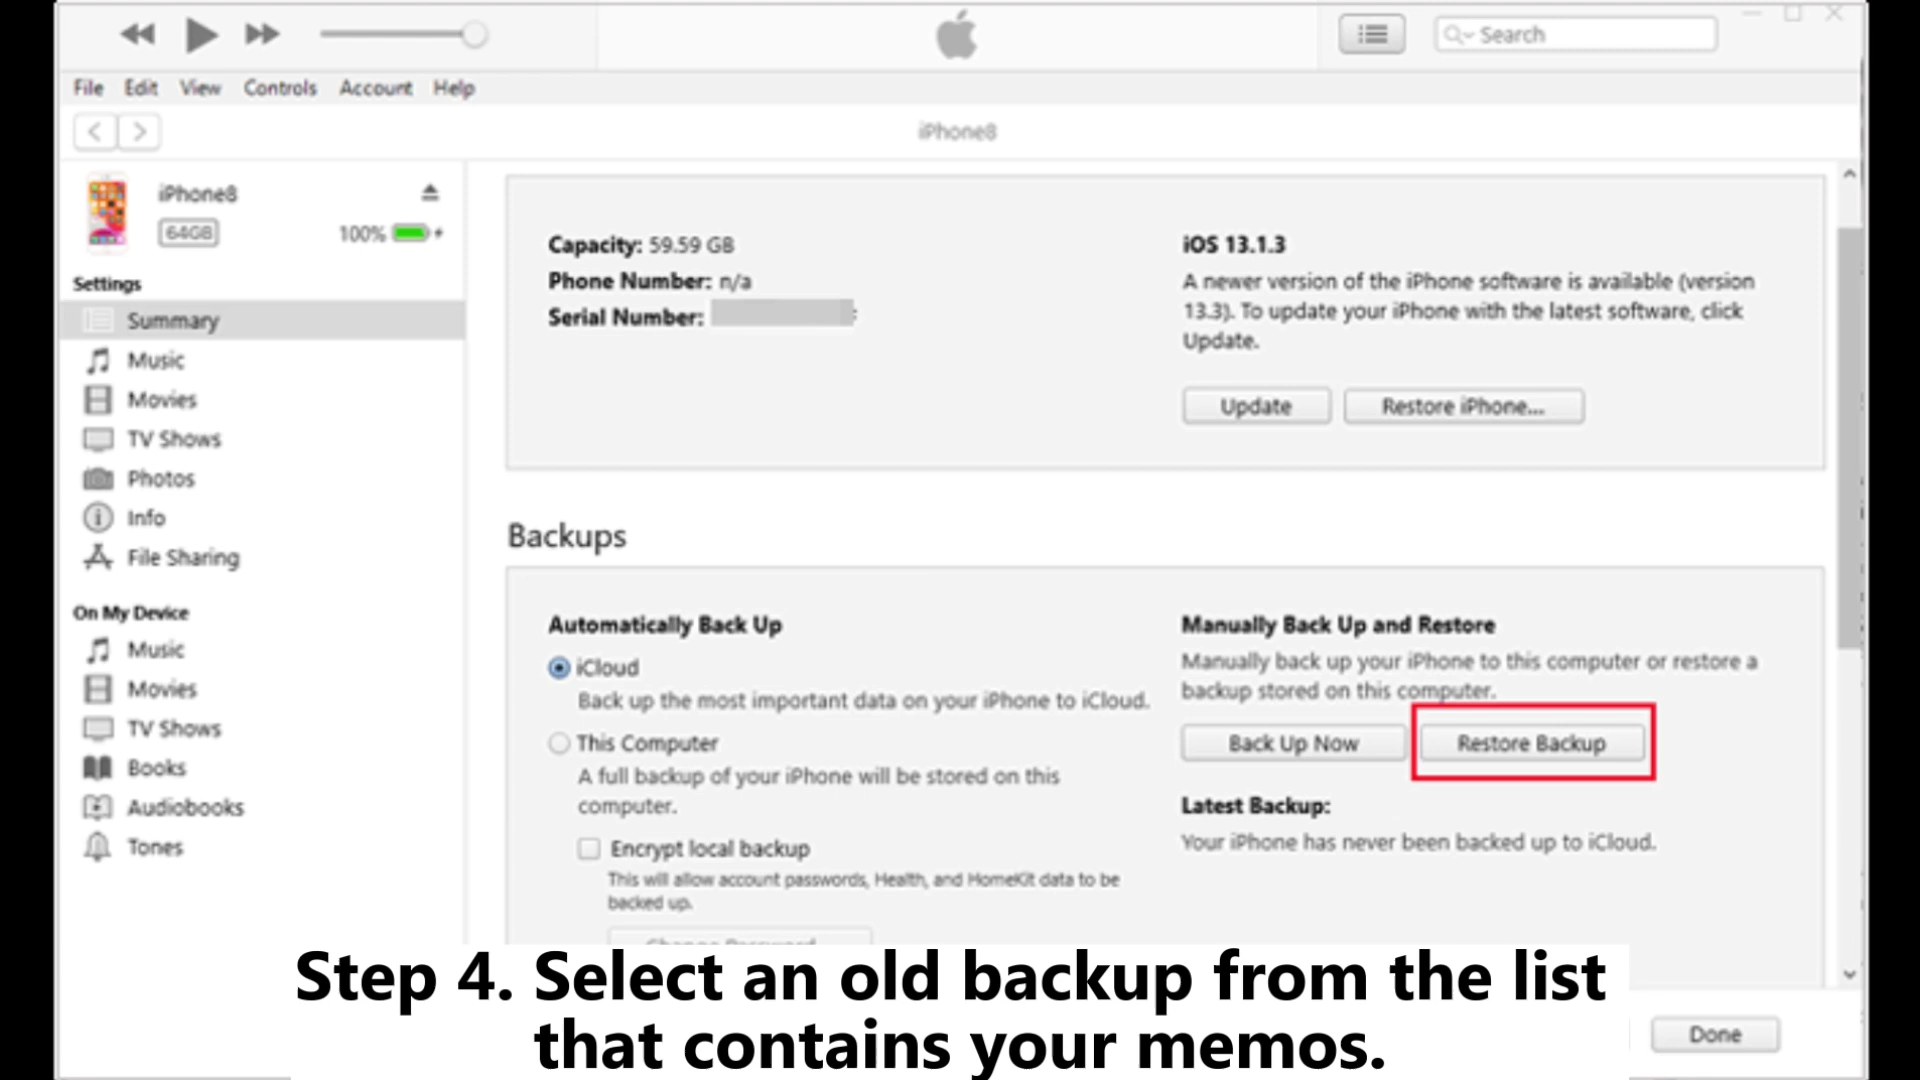 Search
File Edit View Controls Account Help
iPhone8
iPhone8
64GB
100%
Settings
Summary
Music
Movies
TV Shows
Photos
Info
File Sharing
On My Device
Music
Movies
TV Shows
Books
Audiobooks
Tones
Capacity: 59.59 GB
Phone Number: n/a
Serial Number:
iOS 13.1.3
A newer version of the iPhone software is available (version
13.3). To update your iPhone with the latest software, click
Update.
Update Restore iPhone...
Backups
Automatically Back Up
iCloud
Back up the most important data on your iPhone to iCloud.
This Computer
A full backup of your iPhone will be stored on this
computer.
Encrypt local backup
This will allow account passwords, Health, and HomeKit data to be
backed up.
Change Password...
Manually Back Up and Restore
Manually back up your iPhone to this computer or restore a
backup stored on this computer.
Back Up Now Restore Backup
Latest Backup:
Your iPhone has never been backed up to iCloud.
Step 4. Select an old backup from the list
that contains your memos.
Done